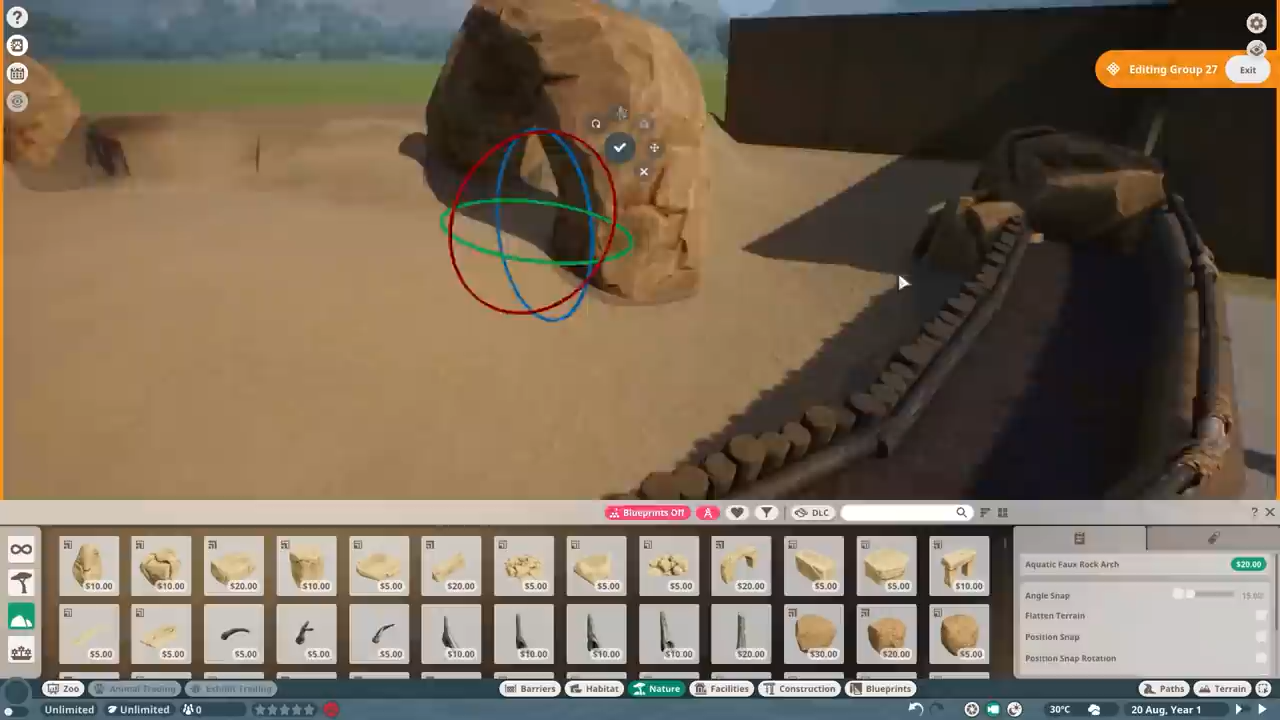 ?
Editing Group 27 Exit
Blueprints Off A DLC ? ✕
$10.00 $10.00 $20.00 $10.00 $5.00 $20.00 $5.00 $5.00 $5.00 $20.00 $5.00 $5.00 $10.00
$5.00 $5.00 $5.00 $5.00 $5.00 $10.00 $10.00 $10.00 $10.00 $20.00 $30.00 $20.00 $5.00
Aquatic Faux Rock Arch $20.00
Angle Snap 15.00
Flatten Terrain
Position Snap
Position Snap Rotation
Zoo Animal Trading Exhibit Trading Barriers Habitat Nature Facilities Construction Blueprints Paths Terrain
Unlimited Unlimited 0 30°C 20 Aug, Year 1